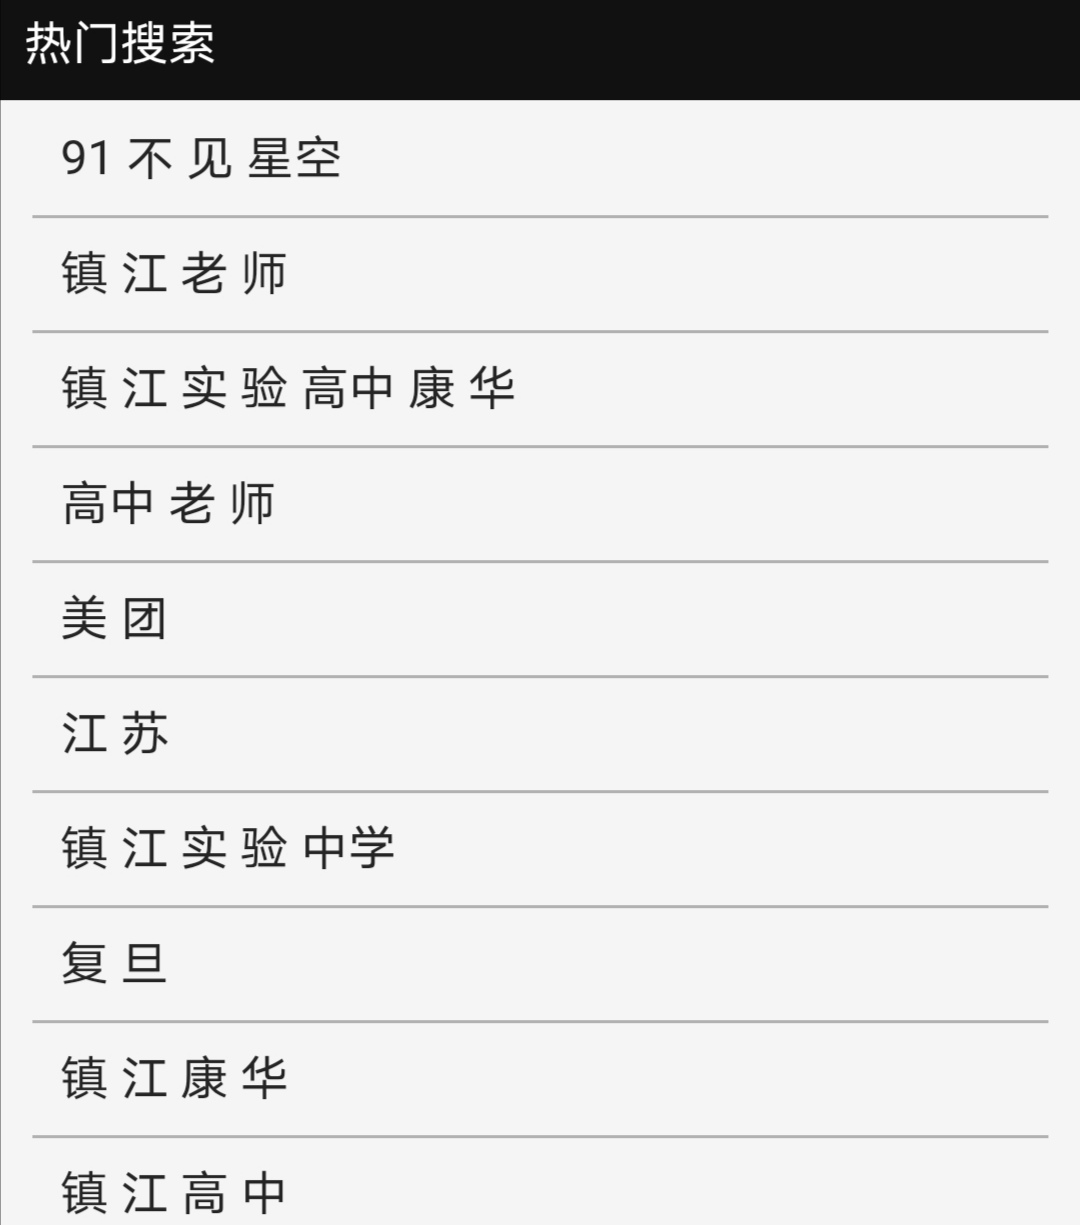 热门搜索
91 不 见 星空
镇 江 老 师
镇 江 实 验 高中 康 华
高中 老 师
美 团
江 苏
镇 江 实 验 中学
复 旦
镇 江 康 华
镇 江 高 中